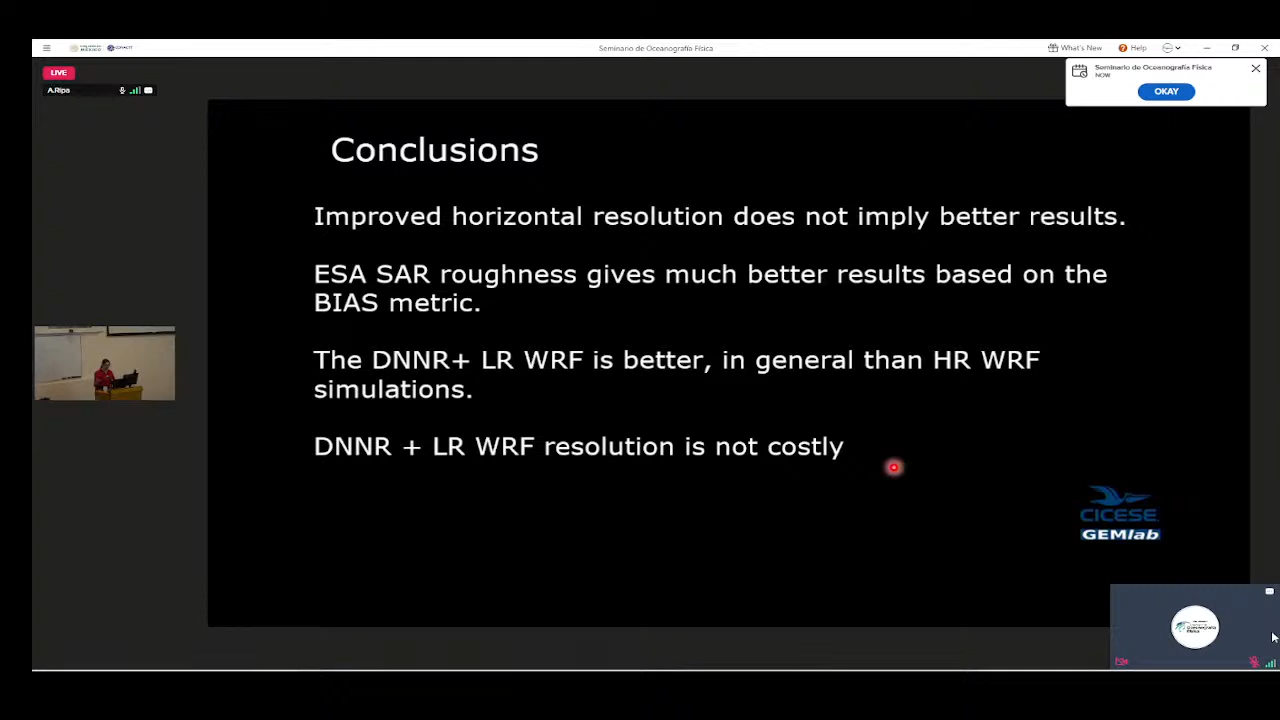 Seminario de Oceanografía Física
What's New
Help
LIVE
A.Ripa
Seminario de Oceanografía Física
NOW
OKAY
Conclusions
Improved horizontal resolution does not imply better results.
ESA SAR roughness gives much better results based on the
BIAS metric.
The DNNR+ LR WRF is better, in general than HR WRF
simulations.
DNNR + LR WRF resolution is not costly
CICESE
GEMlab